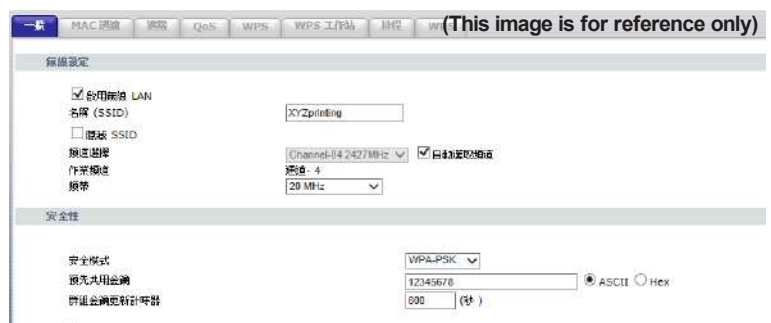 一般 MAC 過濾 進階 QoS WPS WPS 工作站 排程
(This image is for reference only)
無線設定
啟用無線 LAN
名稱 (SSID) XYZprinting
隱藏 SSID
頻道選擇 Channel-04 2427MHz 自動選取頻道
作業頻道 通道- 4
頻帶 20 MHz
安全性
安全模式 WPA-PSK
預先共用金鑰 12345678 ASCII Hex
群組金鑰更新計時器 600 (秒 )